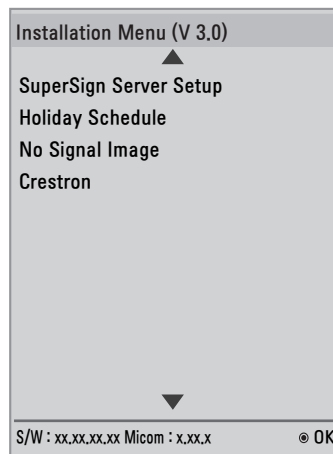 Installation Menu (V 3.0)
SuperSign Server Setup
Holiday Schedule
No Signal Image
Crestron
S/W : xx.xx.xx.xx Micom : x.xx.x ◉ OK